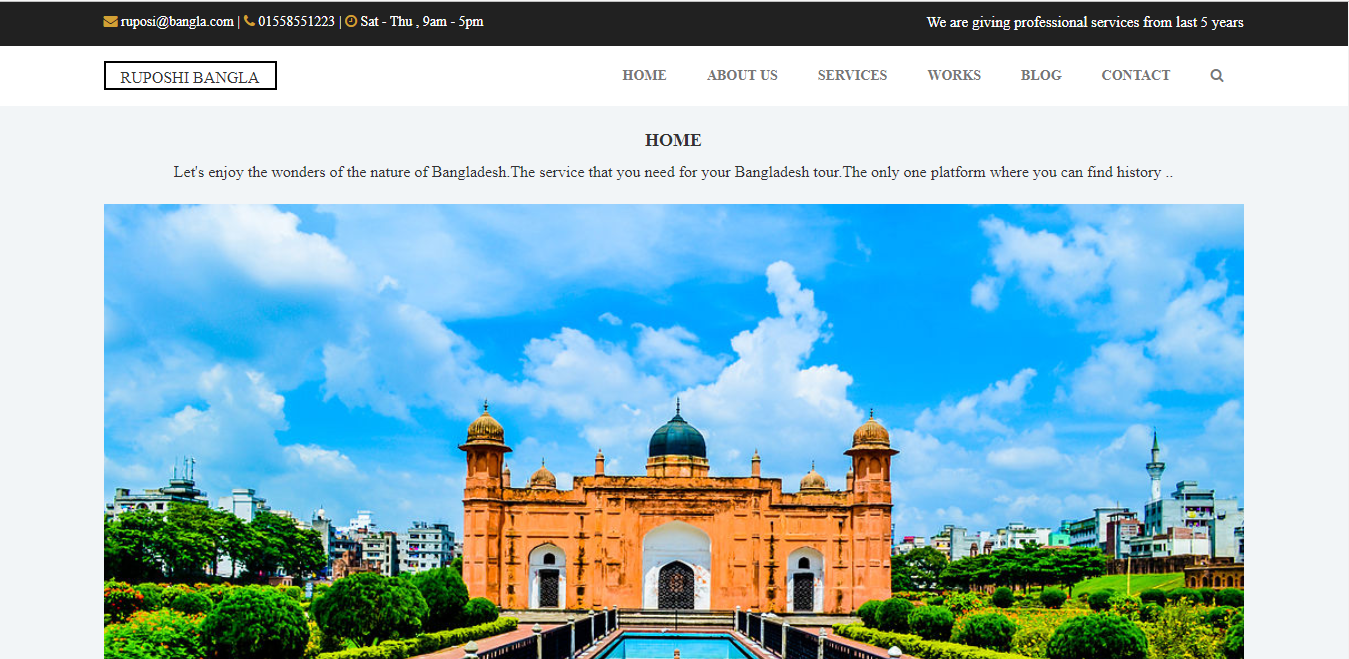 ruposi@bangla.com | 01558551223 | Sat - Thu , 9am - 5pm
We are giving professional services from last 5 years
RUPOSHI BANGLA
HOME ABOUT US SERVICES WORKS BLOG CONTACT
HOME
Let's enjoy the wonders of the nature of Bangladesh.The service that you need for your Bangladesh tour.The only one platform where you can find history ..